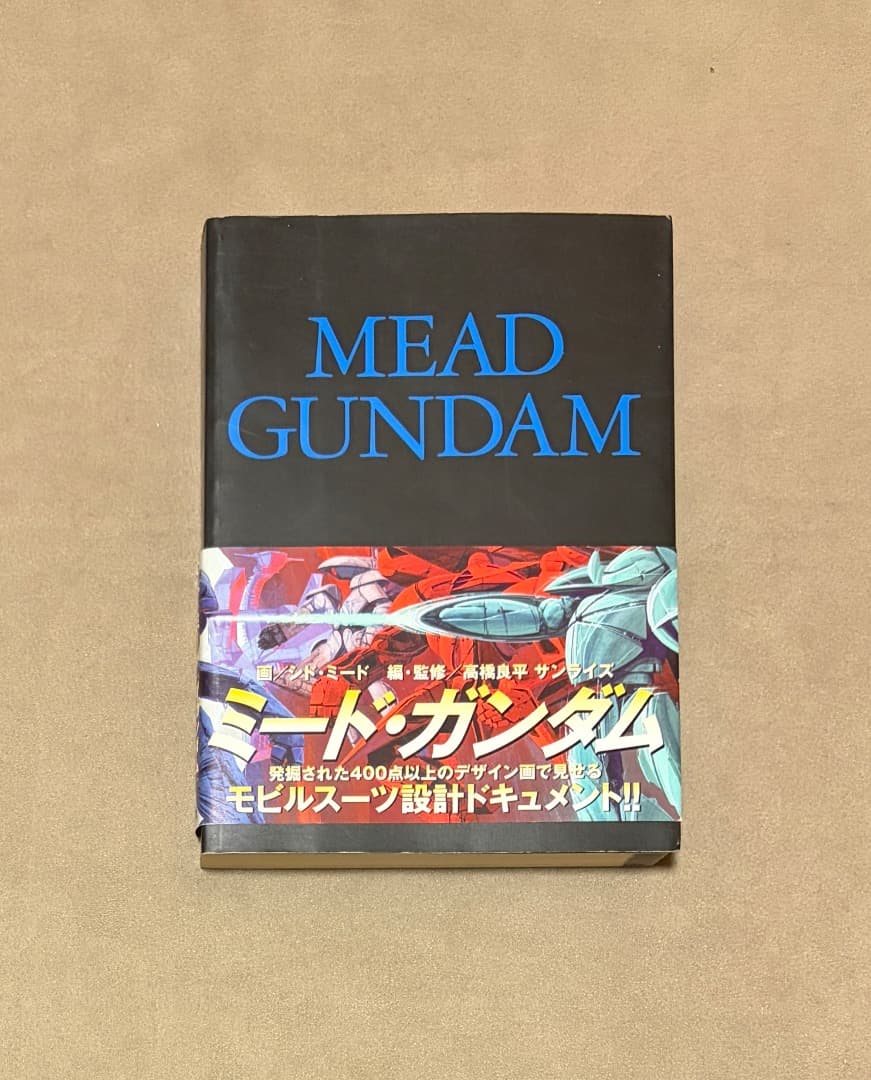 MEAD
GUNDAM
画／シド・ミード 編・監修／高橋良平 サンライズ
ミード・ガンダム
発掘された400点以上のデザイン画で見せる
モビルスーツ設計ドキュメント!!